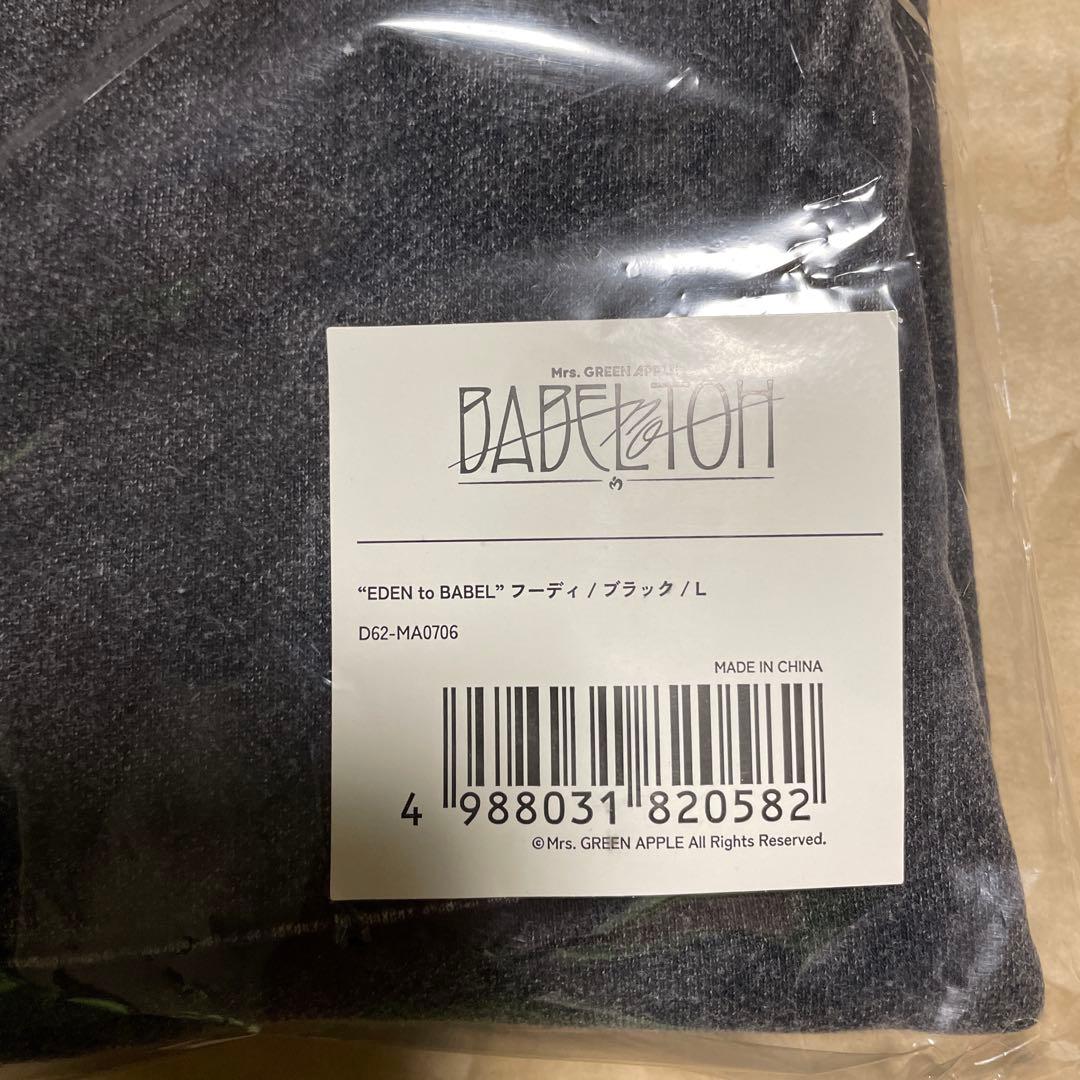 Mrs. GREEN APPLE
BABEL no TOH
“EDEN to BABEL” フーディ / ブラック / L
D62-MA0706
MADE IN CHINA
4 988031 820582
©Mrs. GREEN APPLE All Rights Reserved.